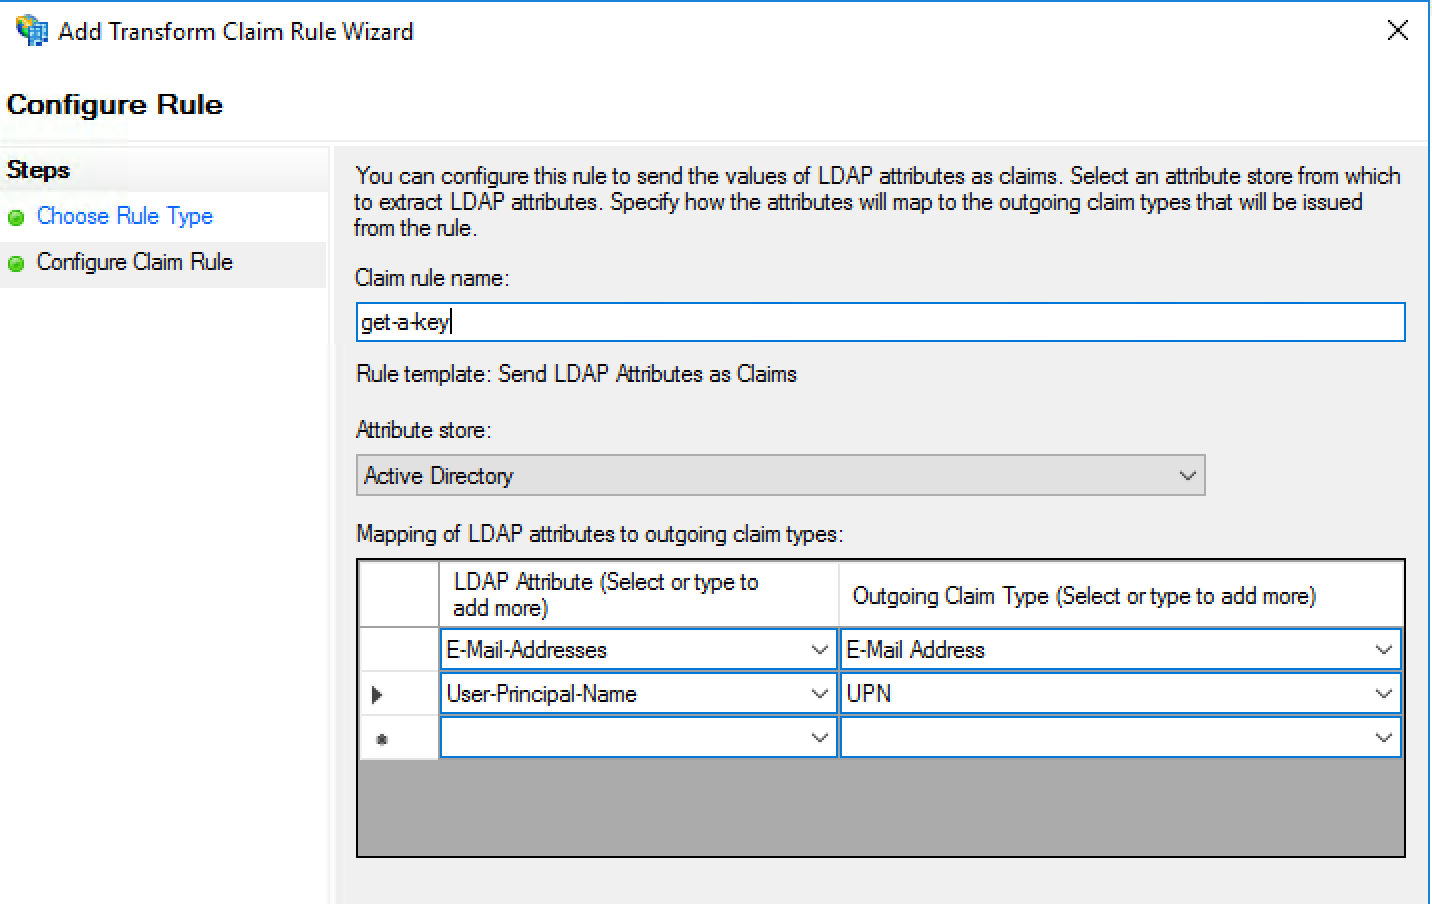 Add Transform Claim Rule Wizard
Configure Rule
Steps
Choose Rule Type
Configure Claim Rule
You can configure this rule to send the values of LDAP attributes as claims. Select an attribute store from which
to extract LDAP attributes. Specify how the attributes will map to the outgoing claim types that will be issued
from the rule.
Claim rule name:
get-a-key
Rule template: Send LDAP Attributes as Claims
Attribute store:
Active Directory
Mapping of LDAP attributes to outgoing claim types:
LDAP Attribute (Select or type to
add more)
Outgoing Claim Type (Select or type to add more)
E-Mail-Addresses
E-Mail Address
User-Principal-Name
UPN